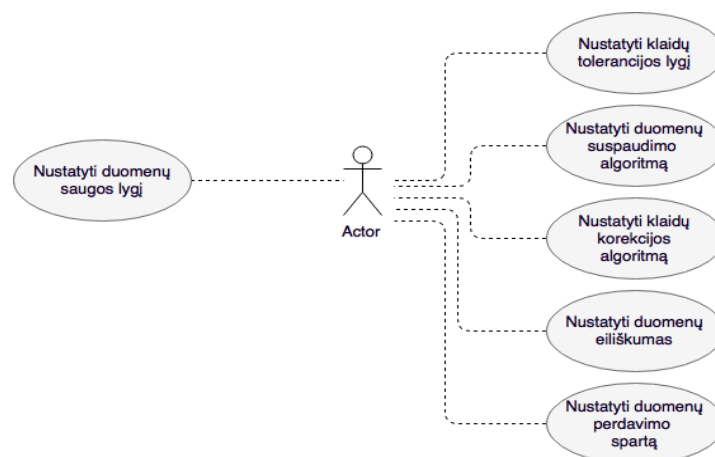 Nustatyti klaidų
tolerancijos lygį
Nustatyti duomenų
suspaudimo
algoritmą
Nustatyti duomenų
saugos lygį
Actor
Nustatyti klaidų
korekcijos
algoritmą
Nustatyti duomenų
eiliškumas
Nustatyti duomenų
perdavimo
spartą